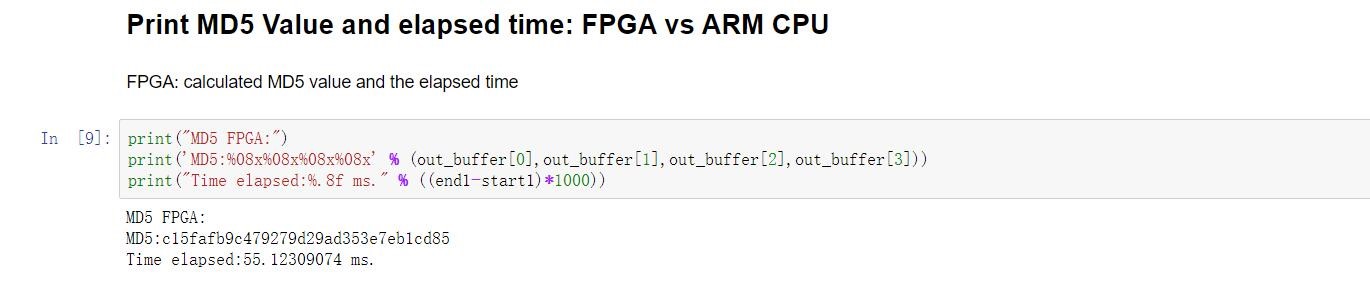 Print MD5 Value and elapsed time: FPGA vs ARM CPU
FPGA: calculated MD5 value and the elapsed time
In [9]: print("MD5 FPGA:")
print('MD5:%08x%08x%08x%08x' % (out_buffer[0],out_buffer[1],out_buffer[2],out_buffer[3]))
print("Time elapsed:%.8f ms." % ((end1-start1)*1000))
MD5 FPGA:
MD5:c15fafb9c479279d29ad353e7eb1cd85
Time elapsed:55.12309074 ms.